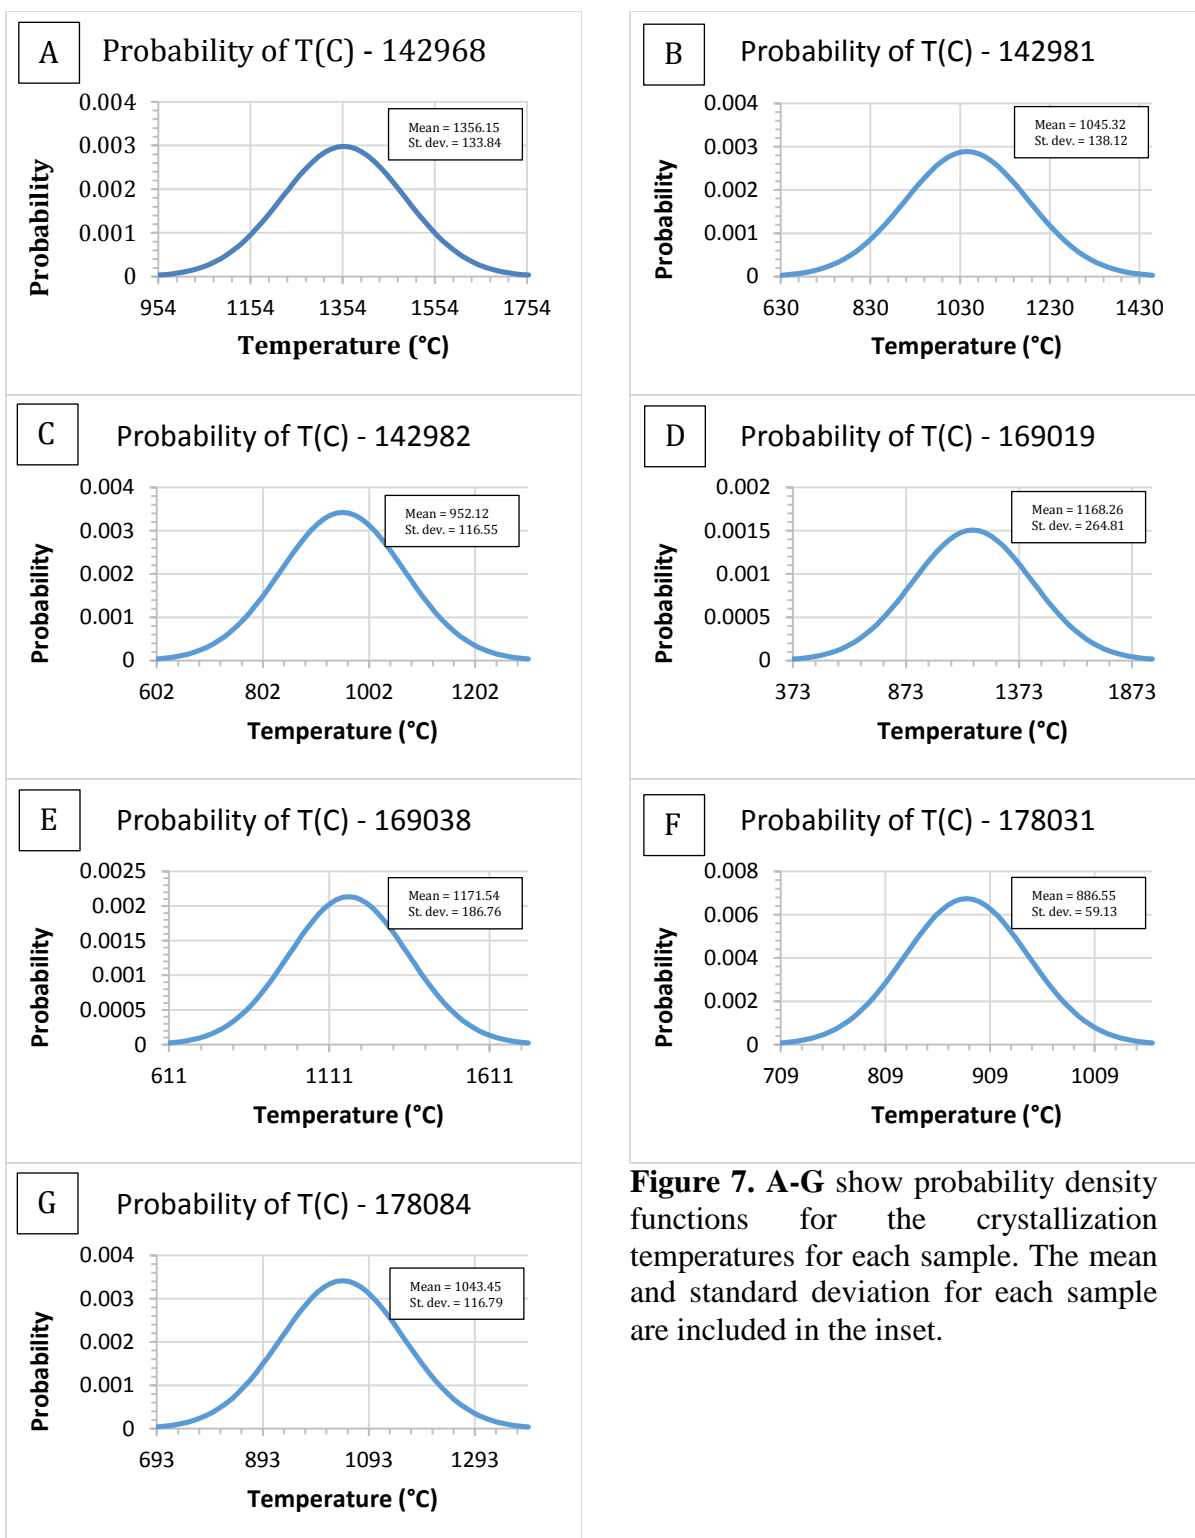 A
Probability of T(C) - 142968
0.004
0.003
0.002
0.001
0
Probability
Mean = 1356.15
St. dev. = 133.84
954 1154 1354 1554 1754
Temperature (°C)
B
Probability of T(C) - 142981
0.004
0.003
0.002
0.001
0
Probability
Mean = 1045.32
St. dev. = 138.12
630 830 1030 1230 1430
Temperature (°C)
C
Probability of T(C) - 142982
0.004
0.003
0.002
0.001
0
Probability
Mean = 952.12
St. dev. = 116.55
602 802 1002 1202
Temperature (°C)
D
Probability of T(C) - 169019
0.002
0.0015
0.001
0.0005
0
Probability
Mean = 1168.26
St. dev. = 264.81
373 873 1373 1873
Temperature (°C)
E
Probability of T(C) - 169038
0.0025
0.002
0.0015
0.001
0.0005
0
Probability
Mean = 1171.54
St. dev. = 186.76
611 1111 1611
Temperature (°C)
F
Probability of T(C) - 178031
0.008
0.006
0.004
0.002
0
Probability
Mean = 886.55
St. dev. = 59.13
709 809 909 1009
Temperature (°C)
G
Probability of T(C) - 178084
0.004
0.003
0.002
0.001
0
Probability
Mean = 1043.45
St. dev. = 116.79
693 893 1093 1293
Temperature (°C)
Figure 7. A-G show probability density
functions for the crystallization
temperatures for each sample. The mean
and standard deviation for each sample
are included in the inset.